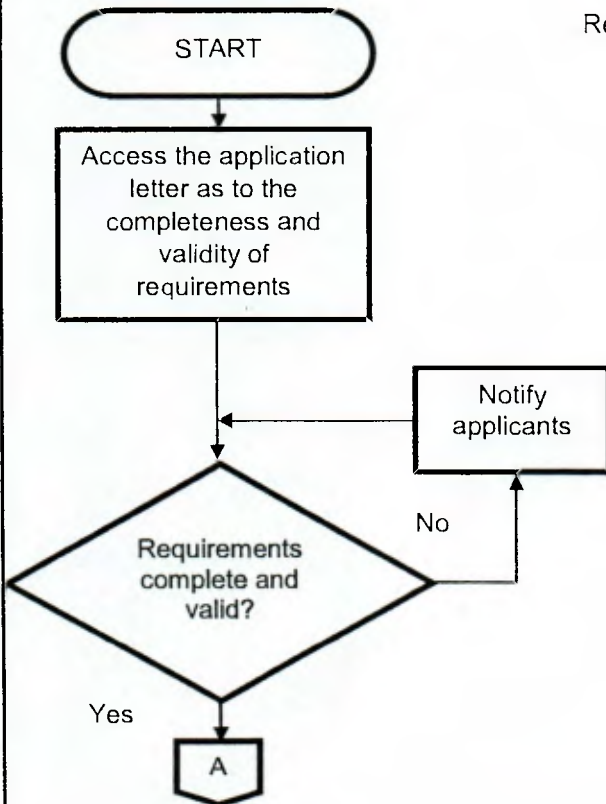 START
Re
Access the application
letter as to the
completeness and
validity of
requirements
Notify
applicants
No
Requirements
complete and
valid?
Yes
A